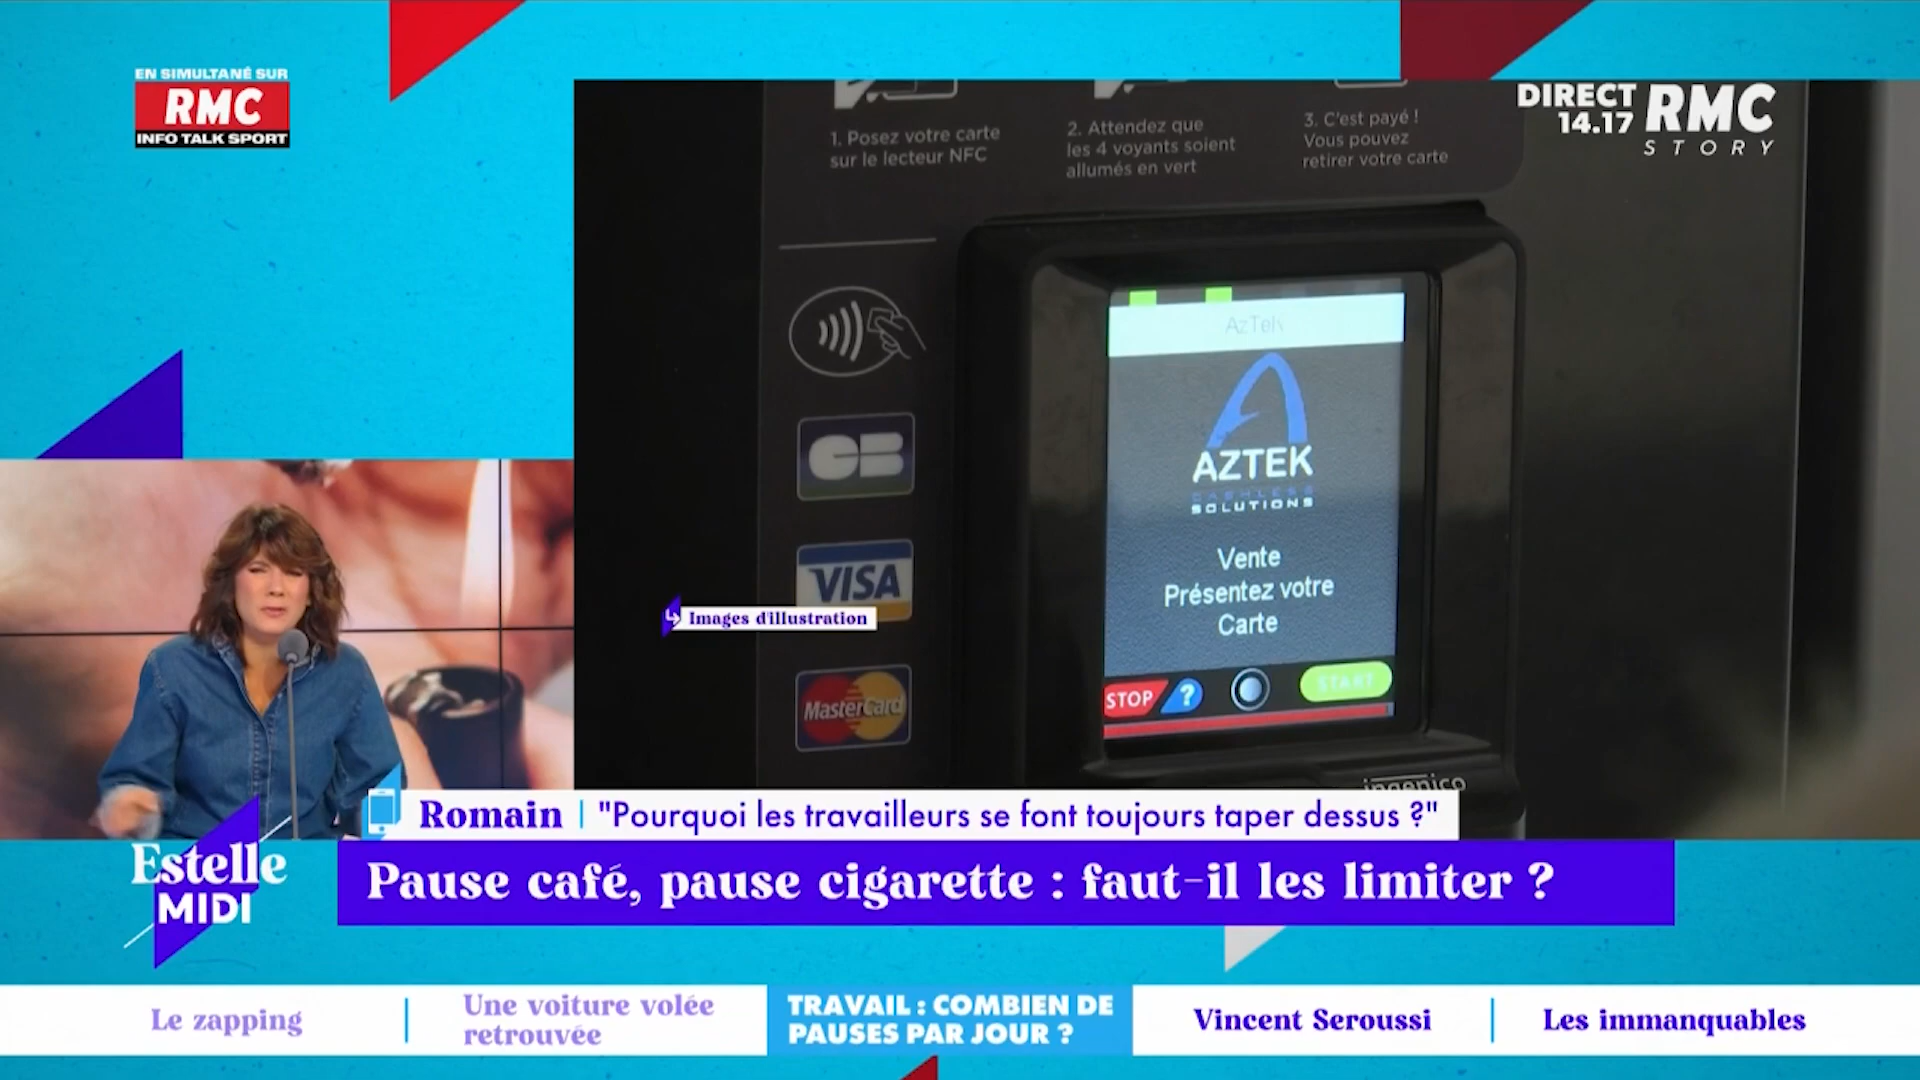 EN SIMULTANÉ SUR
RMC
INFO TALK SPORT
DIRECT
14.17
RMC
STORY
1. Posez votre carte
sur le lecteur NFC
2. Attendez que
les 4 voyants soient
allumés en vert
3. C'est payé !
Vous pouvez
retirer votre carte
AzTek
AZTEK
CASHLESS
SOLUTIONS
Vente
Présentez votre
Carte
STOP
?
START
ingenico
CB
VISA
MasterCard
Images d'illustration
Romain | "Pourquoi les travailleurs se font toujours taper dessus ?"
Estelle
MIDI
Pause café, pause cigarette : faut-il les limiter ?
Le zapping
Une voiture volée
retrouvée
TRAVAIL : COMBIEN DE
PAUSES PAR JOUR ?
Vincent Seroussi
Les immanquables